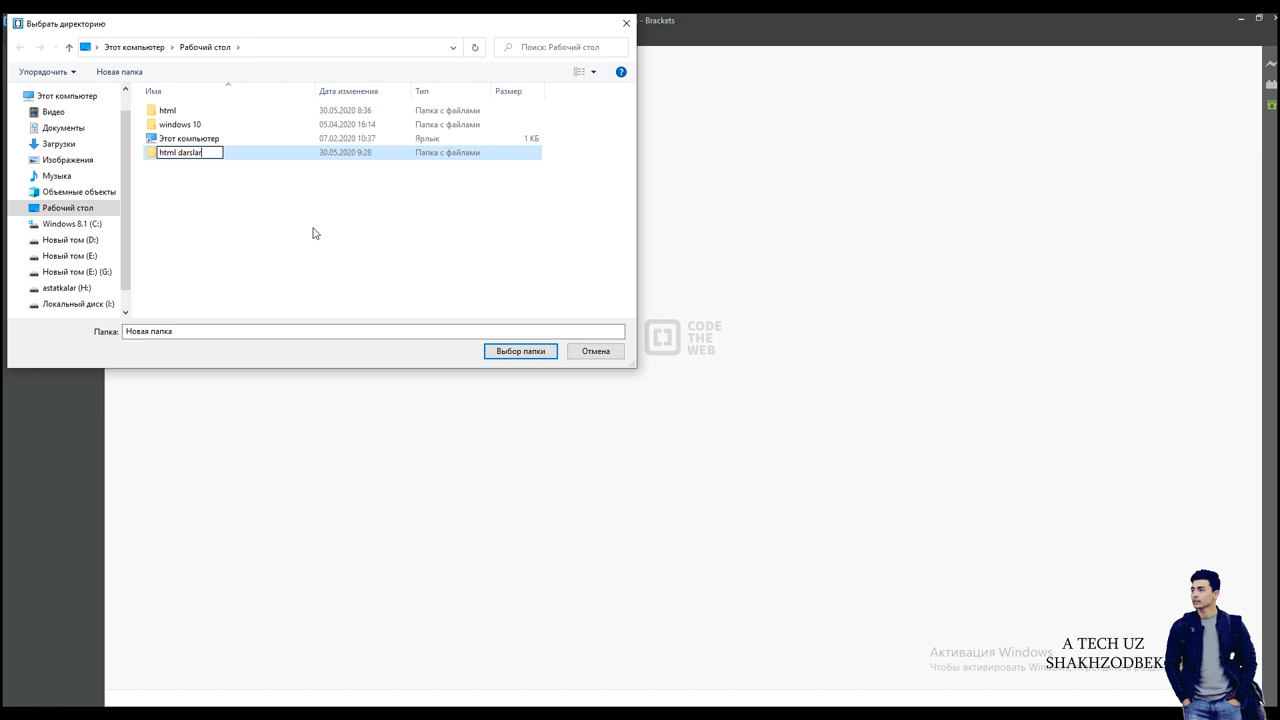 Выбрать директорию
- Brackets
Этот компьютер
Рабочий стол
Поиск: Рабочий стол
Упорядочить
Новая папка
Имя
Дата изменения
Тип
Размер
Этот компьютер
Видео
Документы
Загрузки
Изображения
Музыка
Объемные объекты
Рабочий стол
Windows 8.1 (C:)
Новый том (D:)
Новый том (E:)
Новый том (E:) (G:)
astatkalar (H:)
Локальный диск (I:)
html 30.05.2020 8:36 Папка с файлами
windows 10 05.04.2020 16:14 Папка с файлами
Этот компьютер 07.02.2020 10:37 Ярлык 1 КБ
html darslar 30.05.2020 9:28 Папка с файлами
Папка: Новая папка
Выбор папки
Отмена
CODE
THE
WEB
Активация Windows
Чтобы активировать Win
A TECH UZ
SHAKHZODBEK